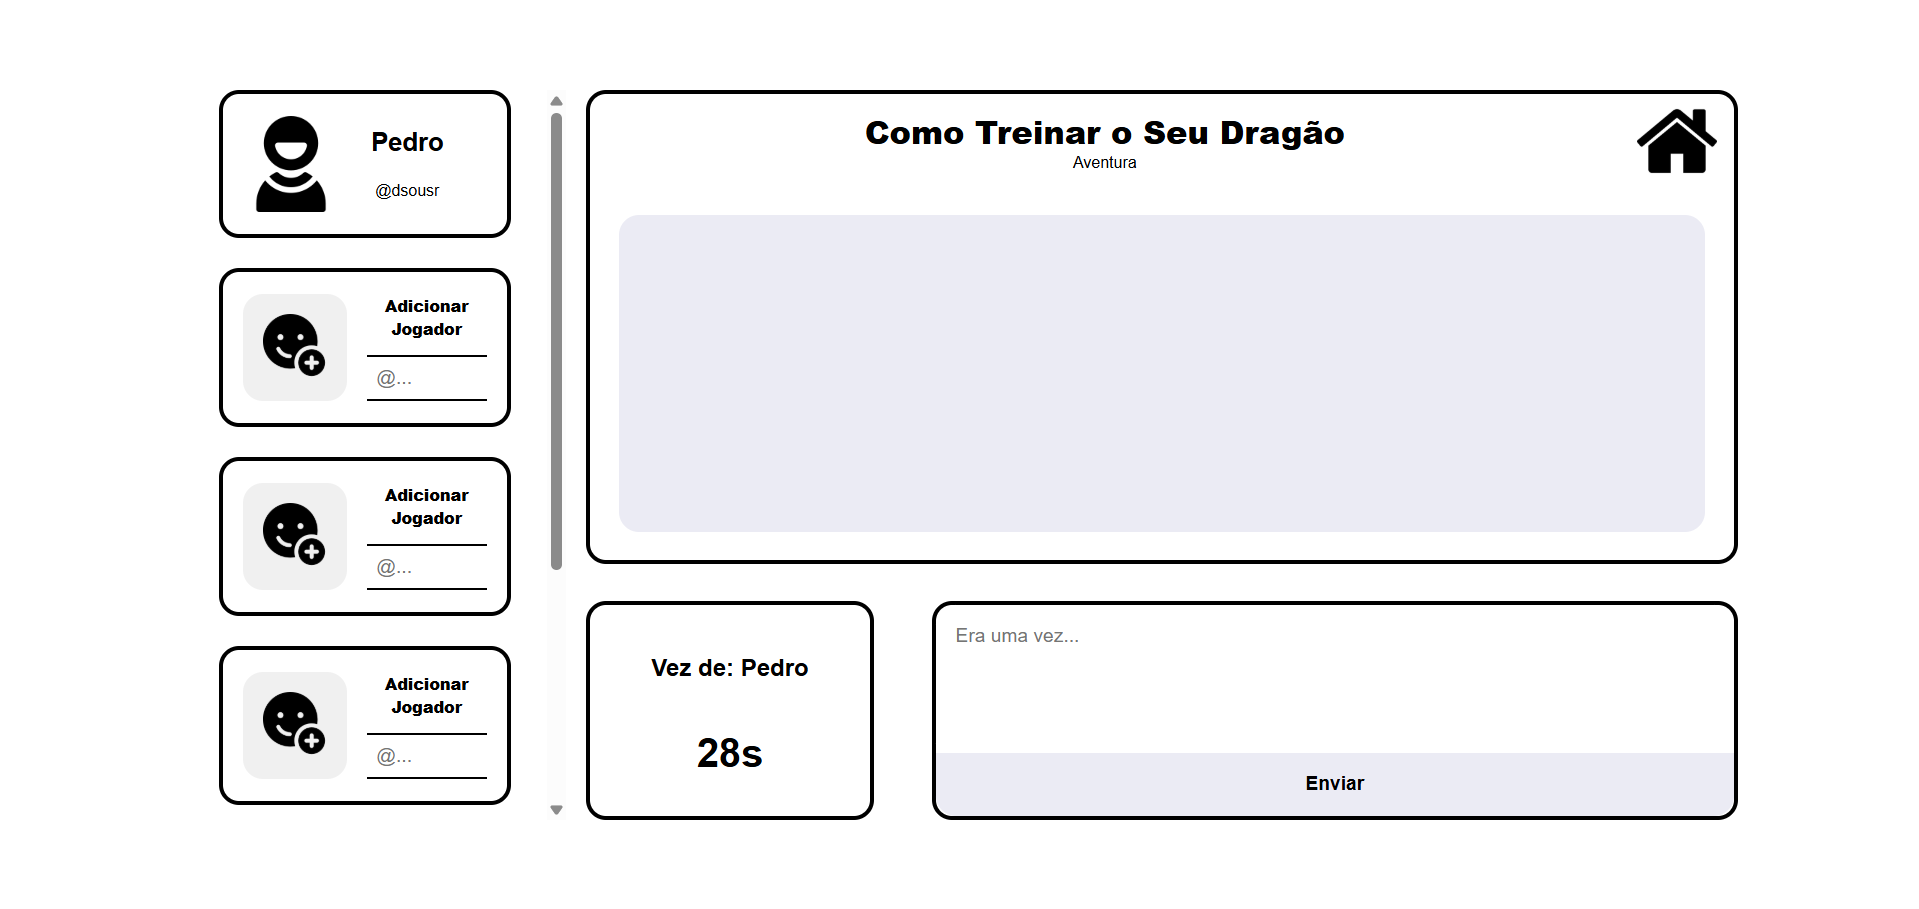 Pedro
@dsousr
Adicionar
Jogador
@...
Adicionar
Jogador
@...
Adicionar
Jogador
@...
Como Treinar o Seu Dragão
Aventura
Vez de: Pedro
28s
Era uma vez...
Enviar